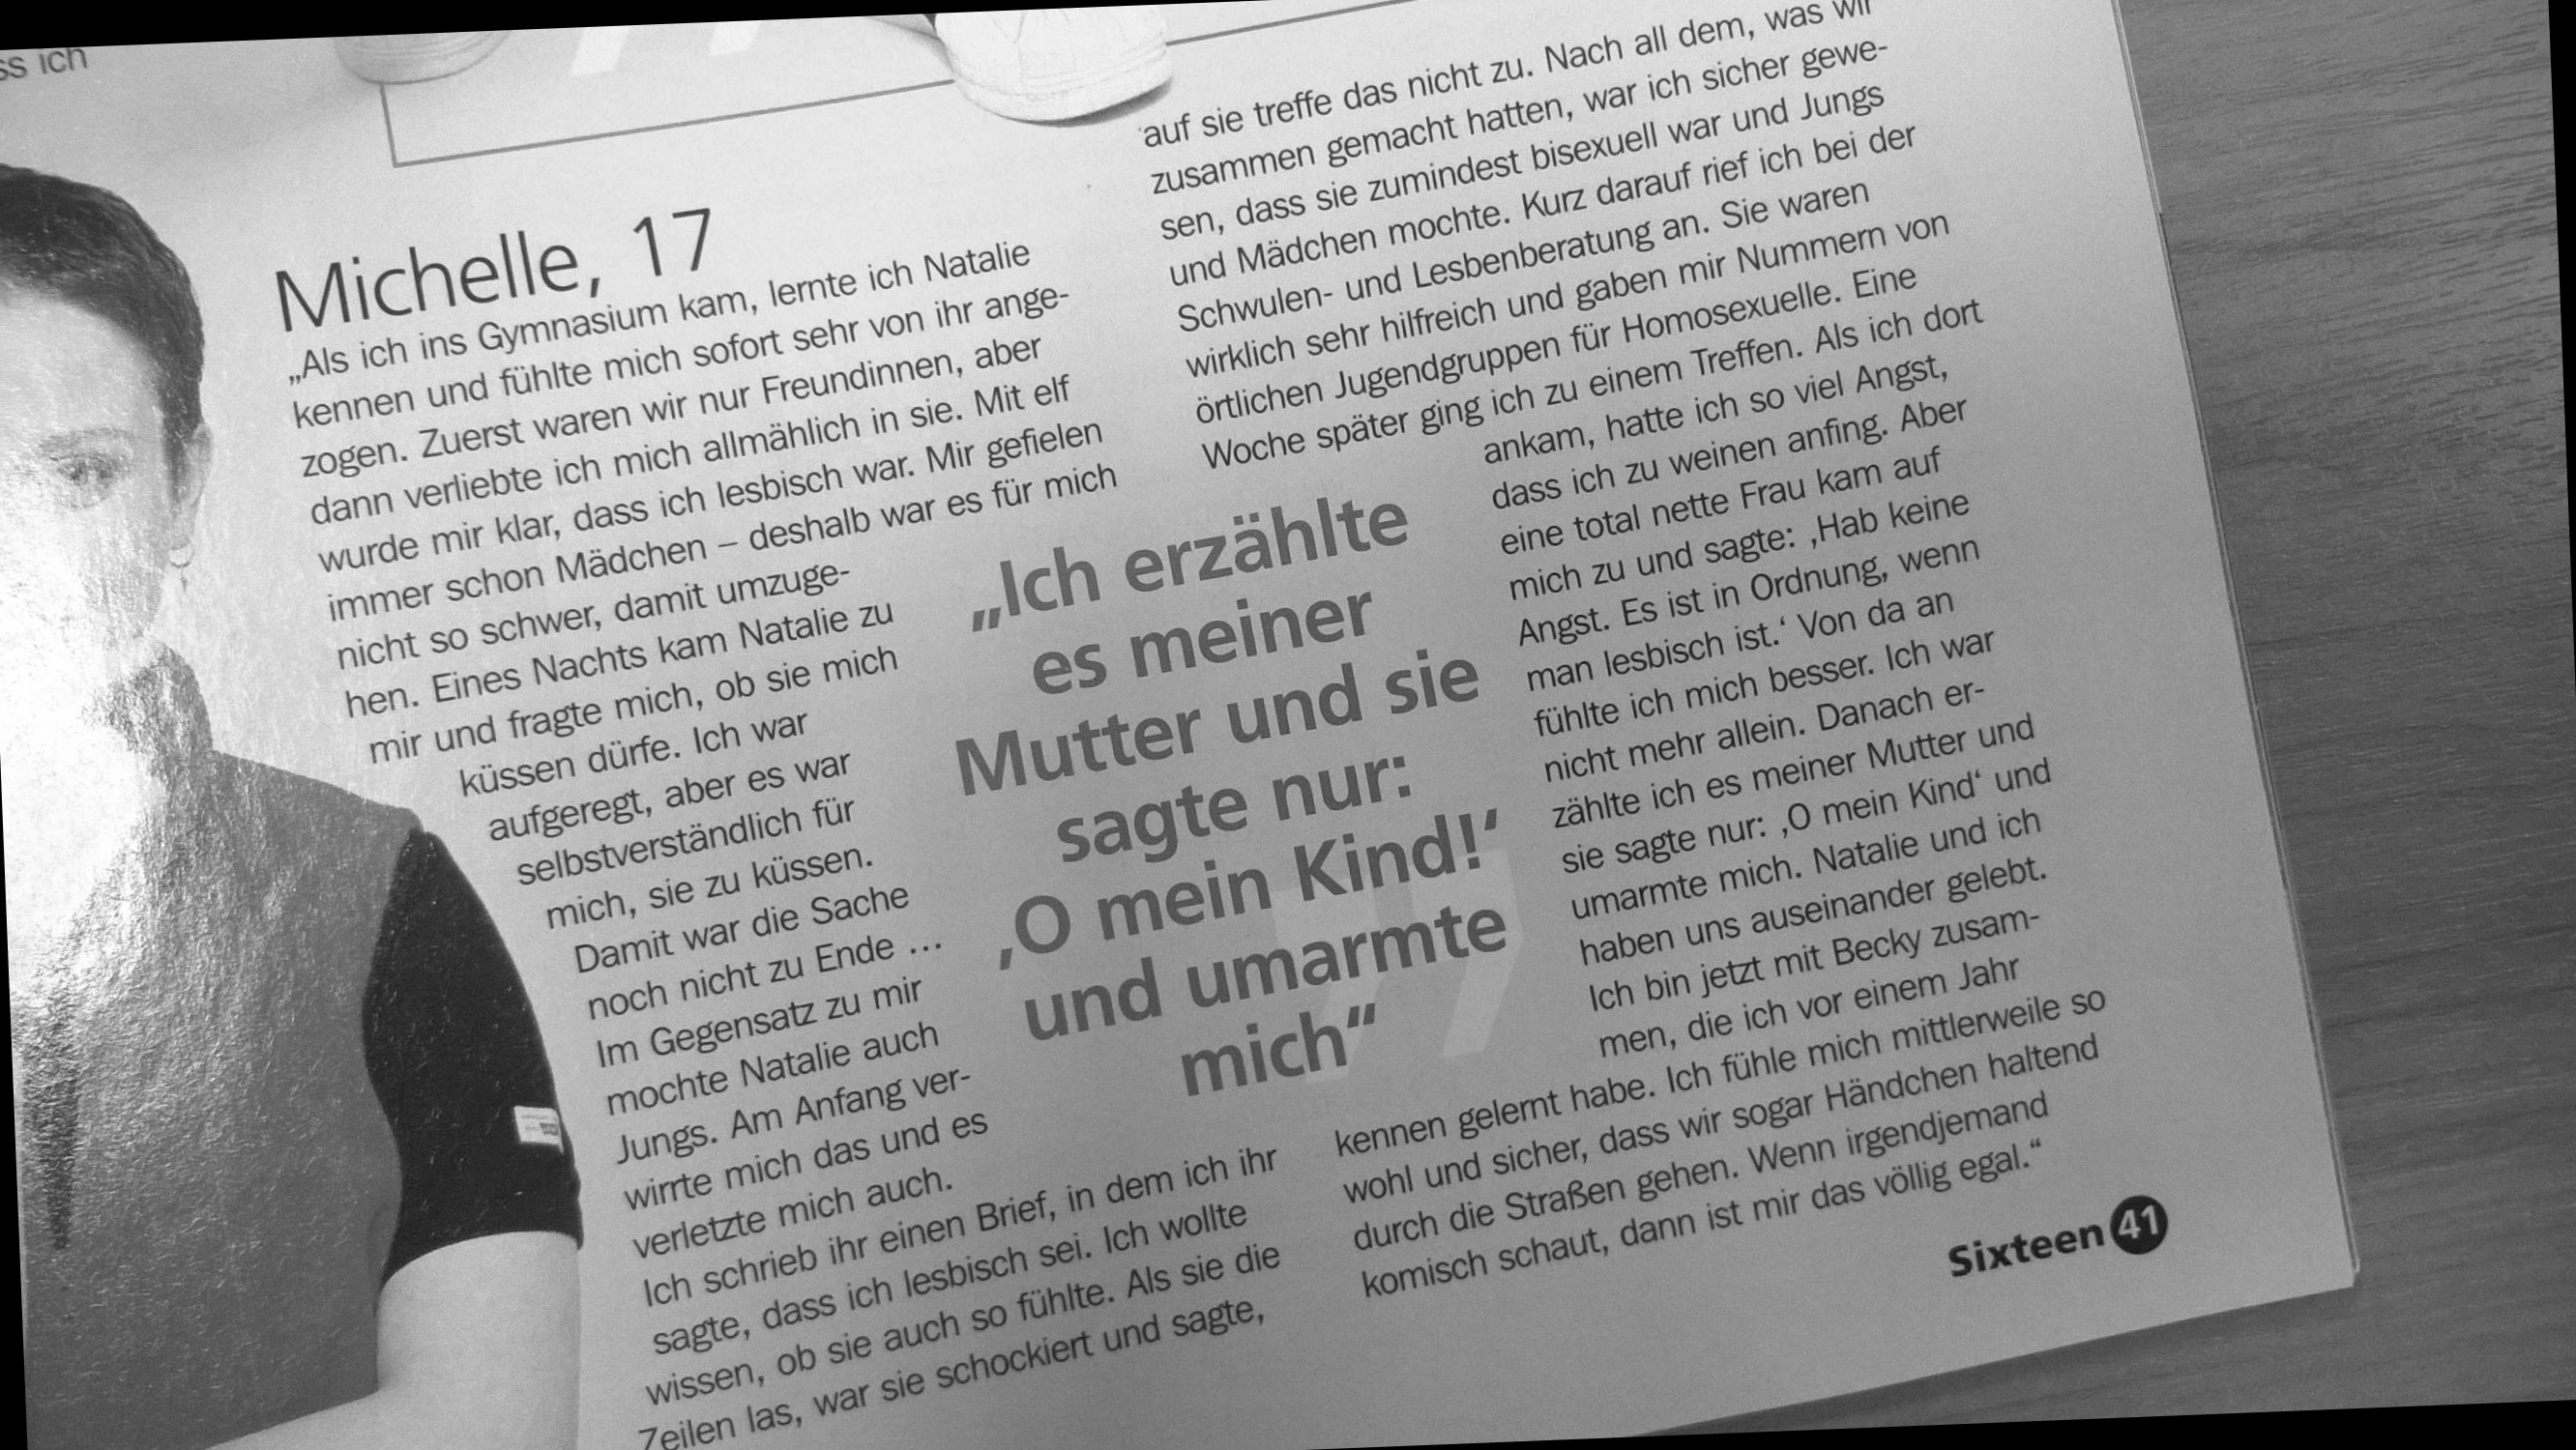 ss ich
Michelle, 17
„Als ich ins Gymnasium kam, lernte ich Natalie
kennen und fühlte mich sofort sehr von ihr ange-
zogen. Zuerst waren wir nur Freundinnen, aber
dann verliebte ich mich allmählich in sie. Mit elf
wurde mir klar, dass ich lesbisch war. Mir gefielen
immer schon Mädchen – deshalb war es für mich
nicht so schwer, damit umzuge-
hen. Eines Nachts kam Natalie zu
mir und fragte mich, ob sie mich
küssen dürfe. Ich war
aufgeregt, aber es war
selbstverständlich für
mich, sie zu küssen.
Damit war die Sache
noch nicht zu Ende ...
Im Gegensatz zu mir
mochte Natalie auch
Jungs. Am Anfang ver-
wirrte mich das und es
verletzte mich auch.
Ich schrieb ihr einen Brief, in dem ich ihr
sagte, dass ich lesbisch sei. Ich wollte
wissen, ob sie auch so fühlte. Als sie die
Zeilen las, war sie schockiert und sagte,
„Ich erzählte
es meiner
Mutter und sie
sagte nur:
‚O mein Kind!‘
und umarmte
mich“
auf sie treffe das nicht zu. Nach all dem, was wir
zusammen gemacht hatten, war ich sicher gewe-
sen, dass sie zumindest bisexuell war und Jungs
und Mädchen mochte. Kurz darauf rief ich bei der
Schwulen- und Lesbenberatung an. Sie waren
wirklich sehr hilfreich und gaben mir Nummern von
örtlichen Jugendgruppen für Homosexuelle. Eine
Woche später ging ich zu einem Treffen. Als ich dort
ankam, hatte ich so viel Angst,
dass ich zu weinen anfing. Aber
eine total nette Frau kam auf
mich zu und sagte: ‚Hab keine
Angst. Es ist in Ordnung, wenn
man lesbisch ist.‘ Von da an
fühlte ich mich besser. Ich war
nicht mehr allein. Danach er-
zählte ich es meiner Mutter und
sie sagte nur: ‚O mein Kind‘ und
umarmte mich. Natalie und ich
haben uns auseinander gelebt.
Ich bin jetzt mit Becky zusam-
men, die ich vor einem Jahr
kennen gelernt habe. Ich fühle mich mittlerweile so
wohl und sicher, dass wir sogar Händchen haltend
durch die Straßen gehen. Wenn irgendjemand
komisch schaut, dann ist mir das völlig egal.“
Sixteen 41